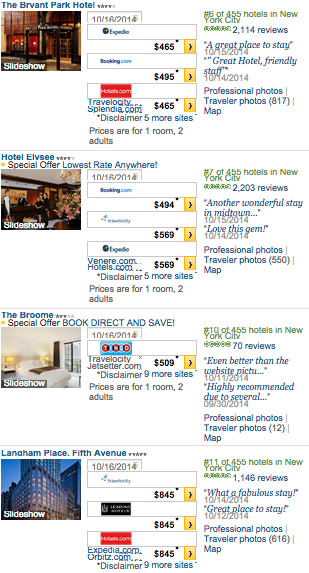 The Bryant Park Hotel
10/16/2014
Expedia
$465*
Booking.com
$495*
Hotels.com
$465*
Travelocity
Splendia.com
*Disclaimer 5 more sites
Prices are for 1 room, 2
adults
Slideshow
#6 of 455 hotels in New
York City
2,114 reviews
"A great place to stay"
10/15/2014
"" Great Hotel, friendly
staff"
10/14/2014
Professional photos |
Traveler photos (817) |
Map
Hotel Elysee
Special Offer Lowest Rate Anywhere!
Booking.com
$494*
travelocity
$569
Expedia
$569*
Venere.com
Hotels.com
*Disclaimer 5 more sites
Prices are for 1 room, 2
adults
Slideshow
#7 of 455 hotels in New
York City
2,203 reviews
"Another wonderful stay
in midtown..."
10/15/2014
"Love this gem!"
10/14/2014
Professional photos |
Traveler photos (550) |
Map
The Broome
Special Offer BOOK DIRECT AND SAVE!
10/16/2014
$509*
Travelocity
Jetsetter.com
*Disclaimer 9 more sites
Prices are for 1 room, 2
adults
Slideshow
#10 of 455 hotels in New
York City
70 reviews
"Even better than the
website pictu..."
10/11/2014
"Highly recommended
due to several..."
09/30/2014
Professional photos |
Traveler photos (12) |
Map
Langham Place, Fifth Avenue
10/16/2014
travelocity
$845
LEADING
HOTELS
$845*
Hotels.com
$845*
Expedia.com
Orbitz.com
*Disclaimer 9 more sites
Slideshow
#11 of 455 hotels in New
York City
1,146 reviews
"What a fabulous stay!"
10/14/2014
"Great place to stay!"
10/12/2014
Professional photos |
Traveler photos (616) |
Map